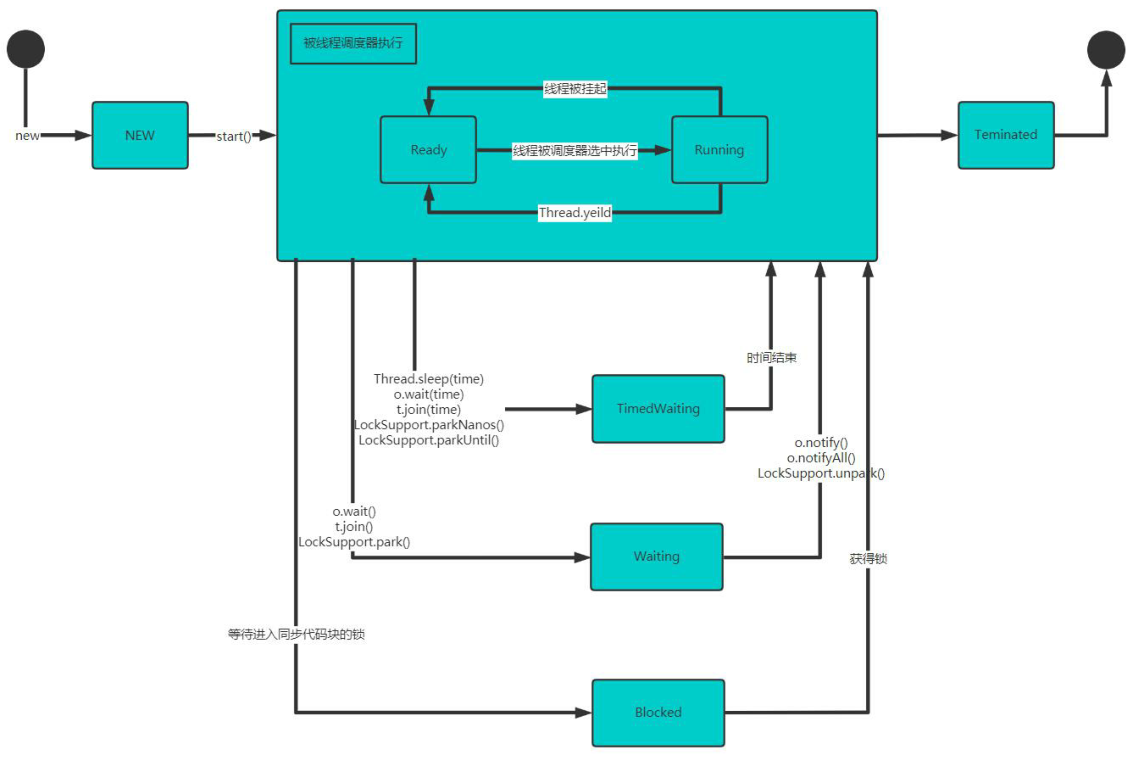 被线程调度器执行
线程被挂起
new
NEW
start()
Ready
线程被调度器选中执行
Running
Teminated
Thread.yeild
时间结束
Thread.sleep(time)
o.wait(time)
t.join(time)
LockSupport.parkNanos()
LockSupport.parkUntil()
TimedWaiting
o.notify()
o.notifyAll()
LockSupport.unpark()
o.wait()
t.join()
LockSupport.park()
Waiting
获得锁
等待进入同步代码块的锁
Blocked